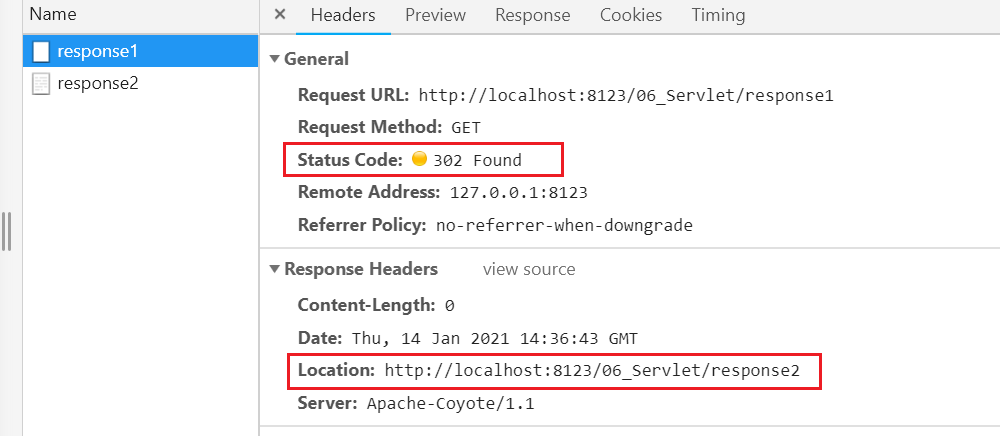 Name
response1
response2
× Headers Preview Response Cookies Timing
▼ General
Request URL: http://localhost:8123/06_Servlet/response1
Request Method: GET
Status Code: 302 Found
Remote Address: 127.0.0.1:8123
Referrer Policy: no-referrer-when-downgrade
▼ Response Headers view source
Content-Length: 0
Date: Thu, 14 Jan 2021 14:36:43 GMT
Location: http://localhost:8123/06_Servlet/response2
Server: Apache-Coyote/1.1